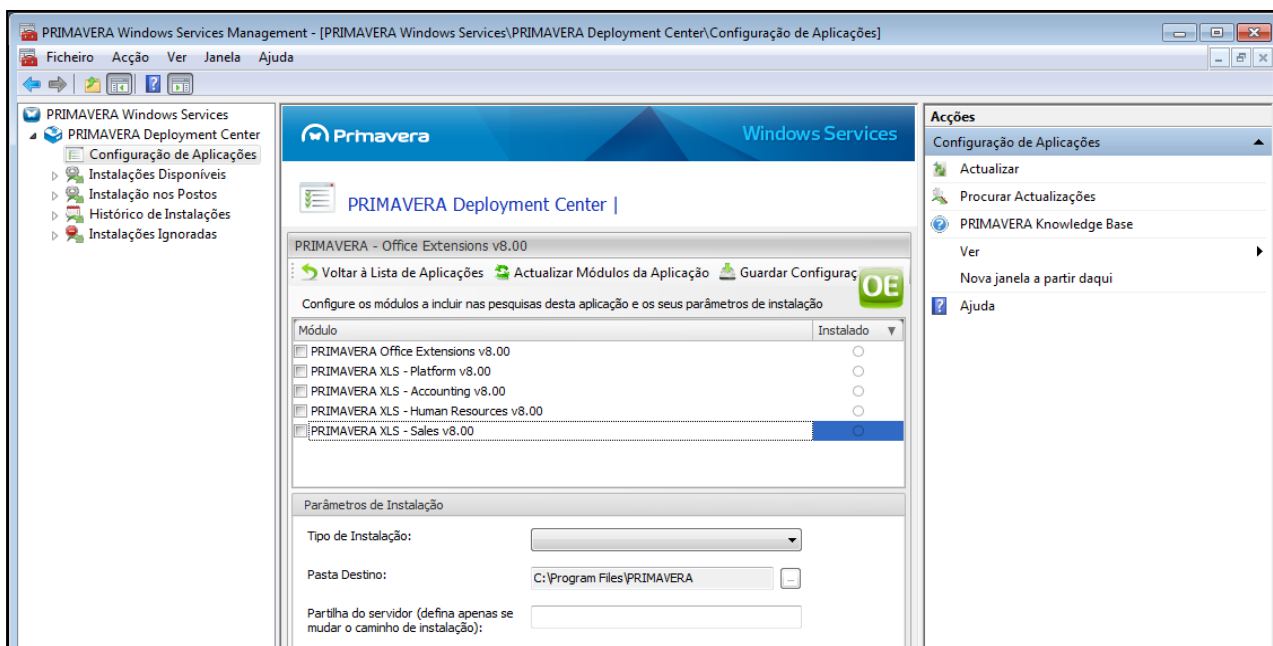 PRIMAVERA Windows Services Management - [PRIMAVERA Windows Services\PRIMAVERA Deployment Center\Configuração de Aplicações]
Ficheiro Acção Ver Janela Ajuda
PRIMAVERA Windows Services
PRIMAVERA Deployment Center
Configuração de Aplicações
Instalações Disponíveis
Instalação nos Postos
Histórico de Instalações
Instalações Ignoradas
Prmavera
Windows Services
PRIMAVERA Deployment Center |
PRIMAVERA - Office Extensions v8.00
Voltar à Lista de Aplicações Actualizar Módulos da Aplicação Guardar Configuraç
OE
Configure os módulos a incluir nas pesquisas desta aplicação e os seus parâmetros de instalação
Módulo Instalado
PRIMAVERA Office Extensions v8.00
PRIMAVERA XLS - Platform v8.00
PRIMAVERA XLS - Accounting v8.00
PRIMAVERA XLS - Human Resources v8.00
PRIMAVERA XLS - Sales v8.00
Parâmetros de Instalação
Tipo de Instalação:
Pasta Destino: C:\Program Files\PRIMAVERA ...
Partilha do servidor (defina apenas se
mudar o caminho de instalação):
Acções
Configuração de Aplicações
Actualizar
Procurar Actualizações
PRIMAVERA Knowledge Base
Ver
Nova janela a partir daqui
Ajuda